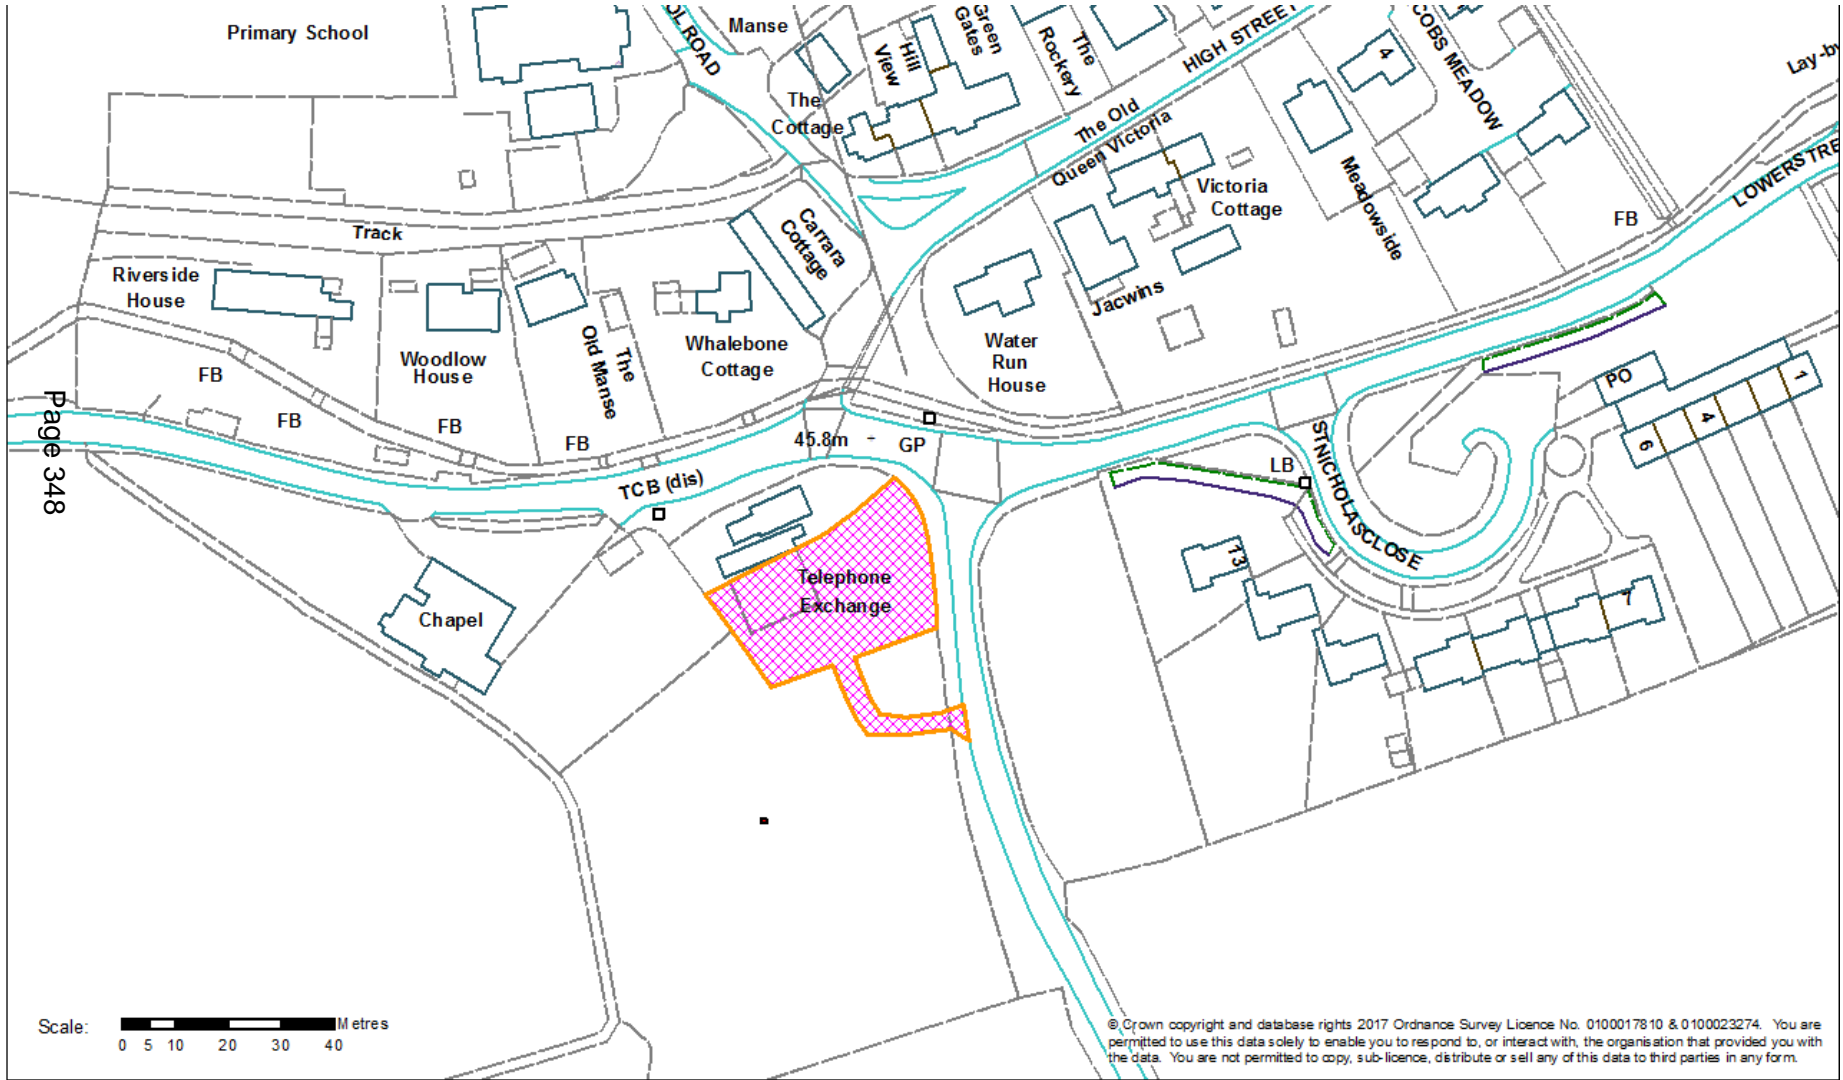 Primary School
OL ROAD
Manse
Hill
View
Green
Gates
The
Rockery
HIGH STREET
4
COBS MEADOW
Lay-by
The
Cottage
The Old
Queen Victoria
Victoria
Cottage
Meadowside
LOWER STRE
FB
Track
Carrara
Cottage
Riverside
House
Jacwins
Whalebone
Cottage
Water
Run
House
Woodlow
House
The
Old Manse
FB
FB
FB
FB
PO
1
4
6
45.8m
GP
LB
ST NICHOLAS CLOSE
TCB (dis)
Page 348
13
7
Telephone
Exchange
Chapel
Scale:
Metres
0 5 10 20 30 40
© Crown copyright and database rights 2017 Ordnance Survey Licence No. 0100017810 & 0100023274. You are
permitted to use this data solely to enable you to respond to, or interact with, the organisation that provided you with
the data. You are not permitted to copy, sub-licence, distribute or sell any of this data to third parties in any form.